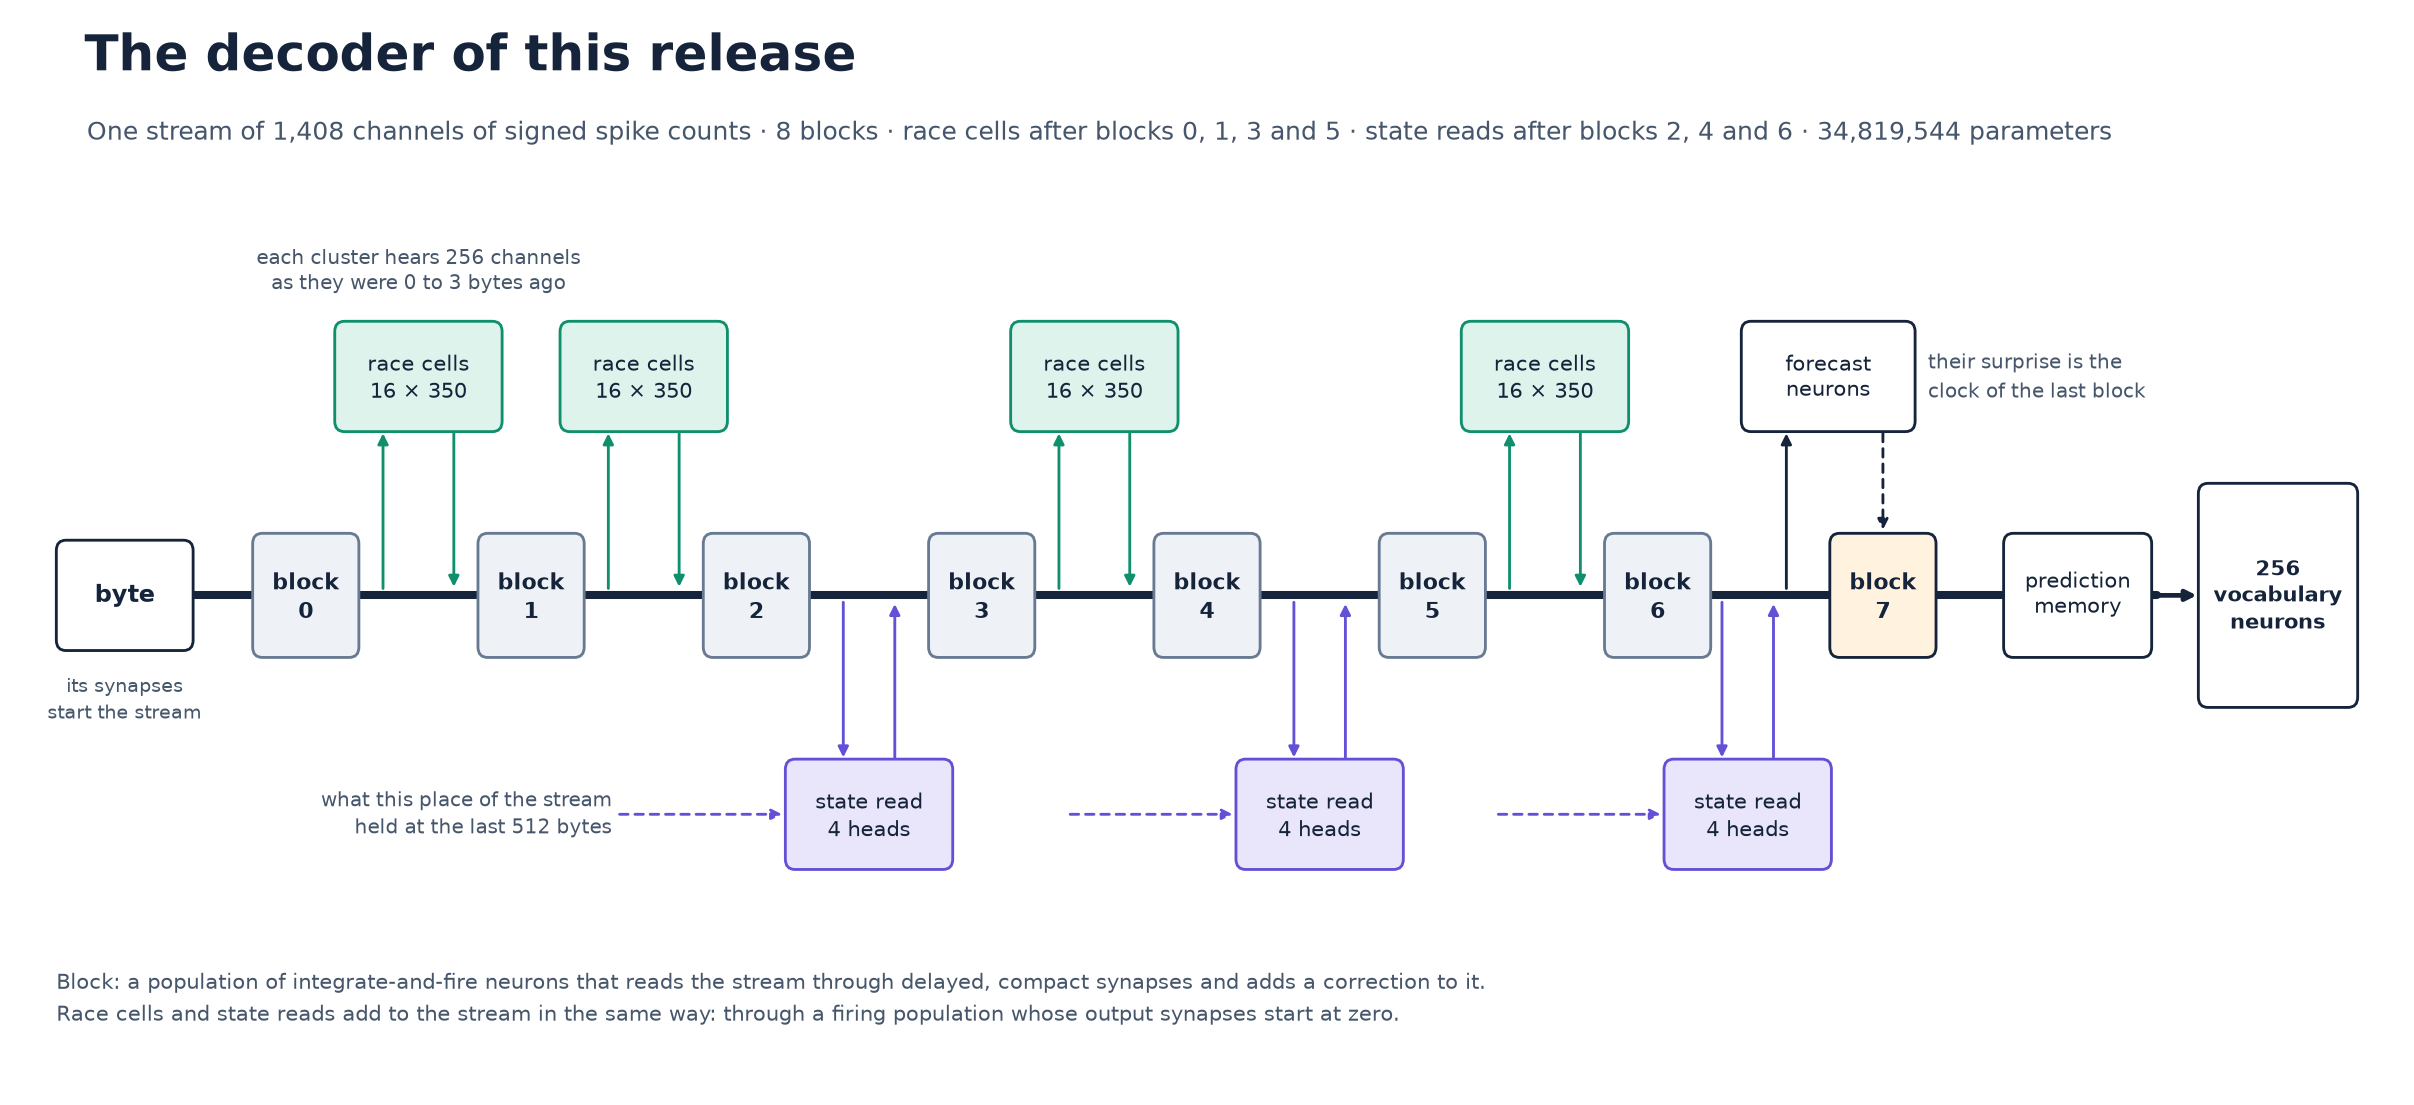 The decoder of this release
One stream of 1,408 channels of signed spike counts · 8 blocks · race cells after blocks 0, 1, 3 and 5 · state reads after blocks 2, 4 and 6 · 34,819,544 parameters
each cluster hears 256 channels
as they were 0 to 3 bytes ago
race cells
16 × 350
race cells
16 × 350
race cells
16 × 350
race cells
16 × 350
forecast
neurons
their surprise is the
clock of the last block
byte
its synapses
start the stream
block
0
block
1
block
2
block
3
block
4
block
5
block
6
block
7
prediction
memory
256
vocabulary
neurons
what this place of the stream
held at the last 512 bytes
state read
4 heads
state read
4 heads
state read
4 heads
Block: a population of integrate-and-fire neurons that reads the stream through delayed, compact synapses and adds a correction to it.
Race cells and state reads add to the stream in the same way: through a firing population whose output synapses start at zero.